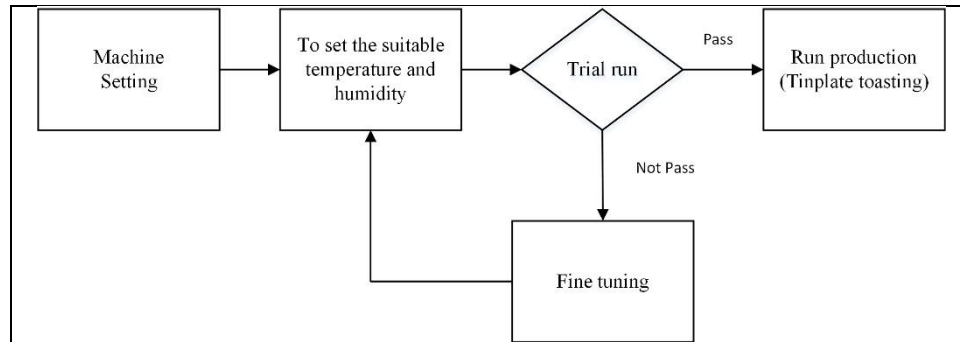 Machine
Setting
To set the suitable
temperature and
humidity
Trial run
Pass
Run production
(Tinplate toasting)
Not Pass
Fine tuning